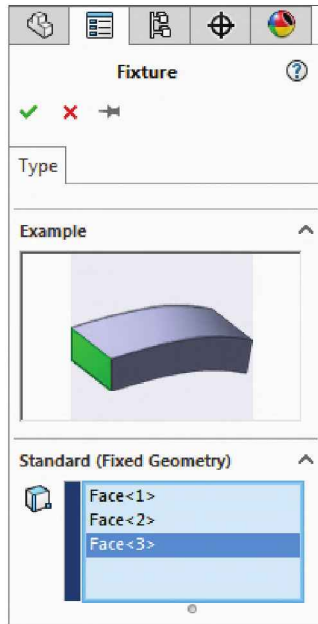 Fixture
Type
Example
Standard (Fixed Geometry)
Face<1>
Face<2>
Face<3>